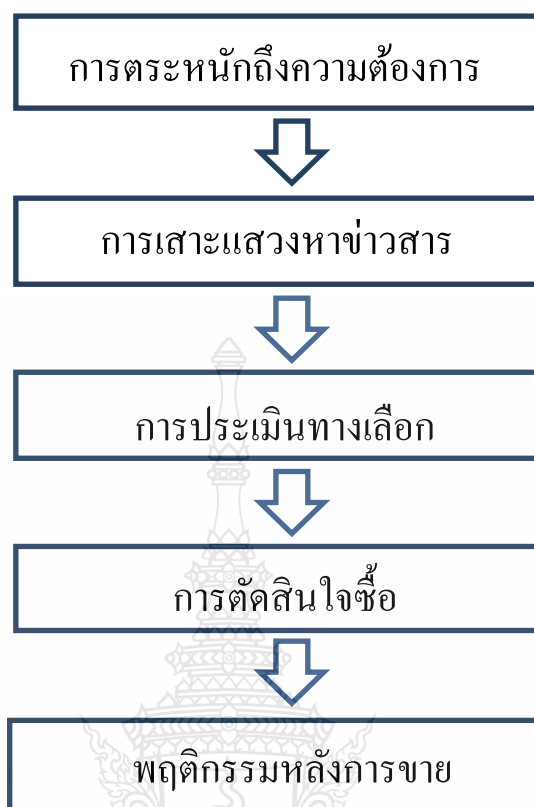 การตระหนักถึงความต้องการ
การเสาะแสวงหาข่าวสาร
การประเมินทางเลือก
การตัดสินใจซื้อ
พฤติกรรมหลังการขาย